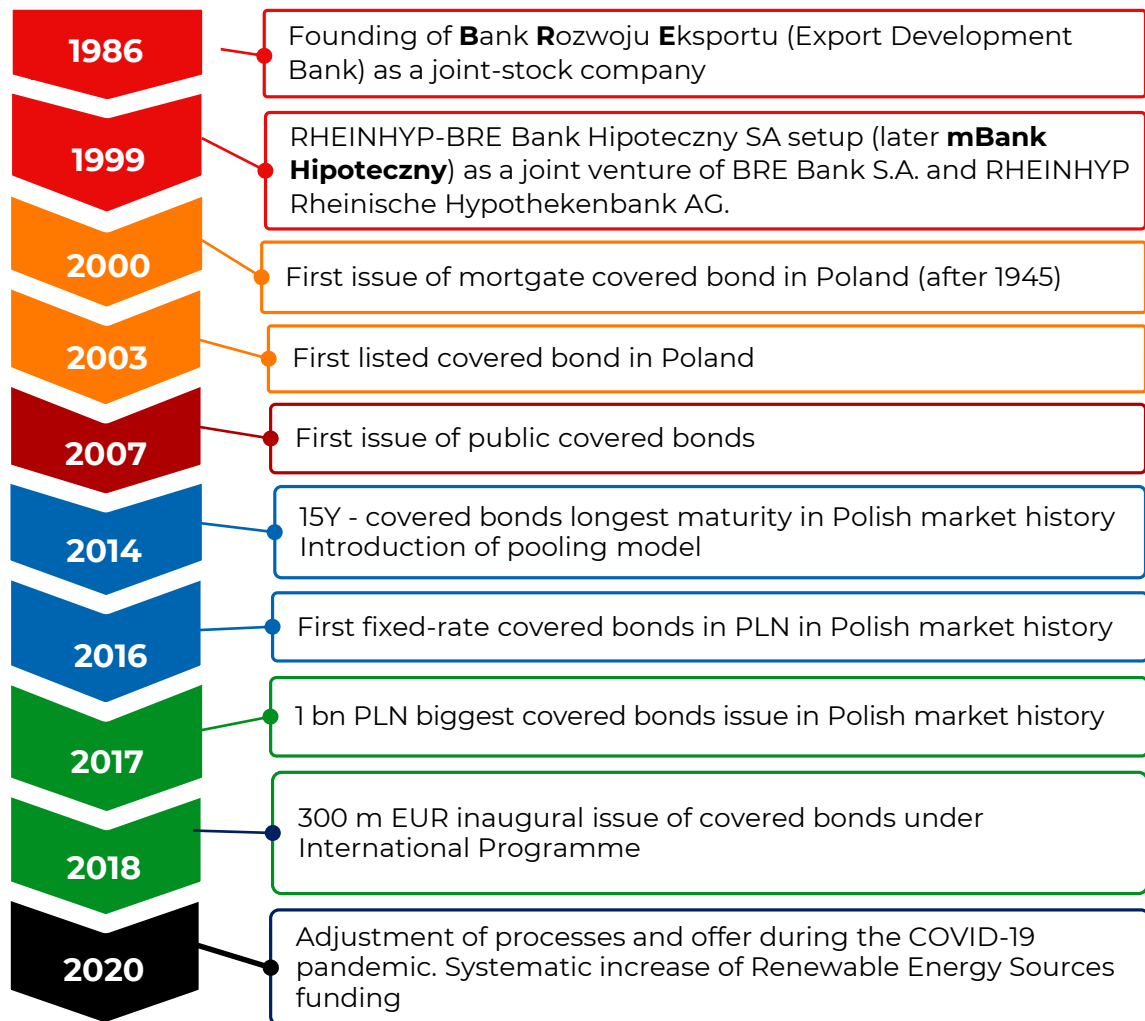 1986
Founding of Bank Rozwoju Eksportu (Export Development
Bank) as a joint-stock company
1999
RHEINHYP-BRE Bank Hipoteczny SA setup (later mBank
Hipoteczny) as a joint venture of BRE Bank S.A. and RHEINHYP
Rheinische Hypothekenbank AG.
2000
First issue of mortgate covered bond in Poland (after 1945)
2003
First listed covered bond in Poland
2007
First issue of public covered bonds
2014
15Y - covered bonds longest maturity in Polish market history
Introduction of pooling model
2016
First fixed-rate covered bonds in PLN in Polish market history
2017
1 bn PLN biggest covered bonds issue in Polish market history
2018
300 m EUR inaugural issue of covered bonds under
International Programme
2020
Adjustment of processes and offer during the COVID-19
pandemic. Systematic increase of Renewable Energy Sources
funding